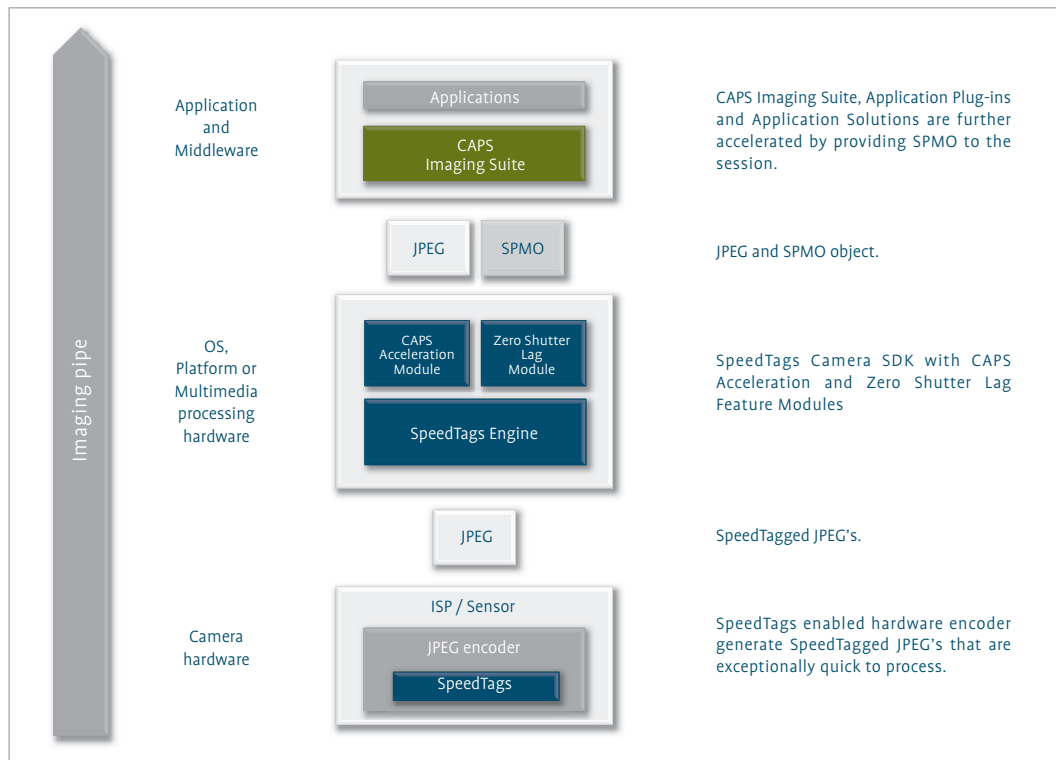 Imaging pipe
Application
and
Middleware
Applications
CAPS
Imaging Suite
CAPS Imaging Suite, Application Plug-ins
and Application Solutions are further
accelerated by providing SPMO to the
session.
JPEG
SPMO
JPEG and SPMO object.
OS,
Platform or
Multimedia
processing
hardware
CAPS
Acceleration
Module
Zero Shutter
Lag
Module
SpeedTags Engine
SpeedTags Camera SDK with CAPS
Acceleration and Zero Shutter Lag
Feature Modules
JPEG
SpeedTagged JPEG's.
Camera
hardware
ISP / Sensor
JPEG encoder
SpeedTags
SpeedTags enabled hardware encoder
generate SpeedTagged JPEG's that are
exceptionally quick to process.